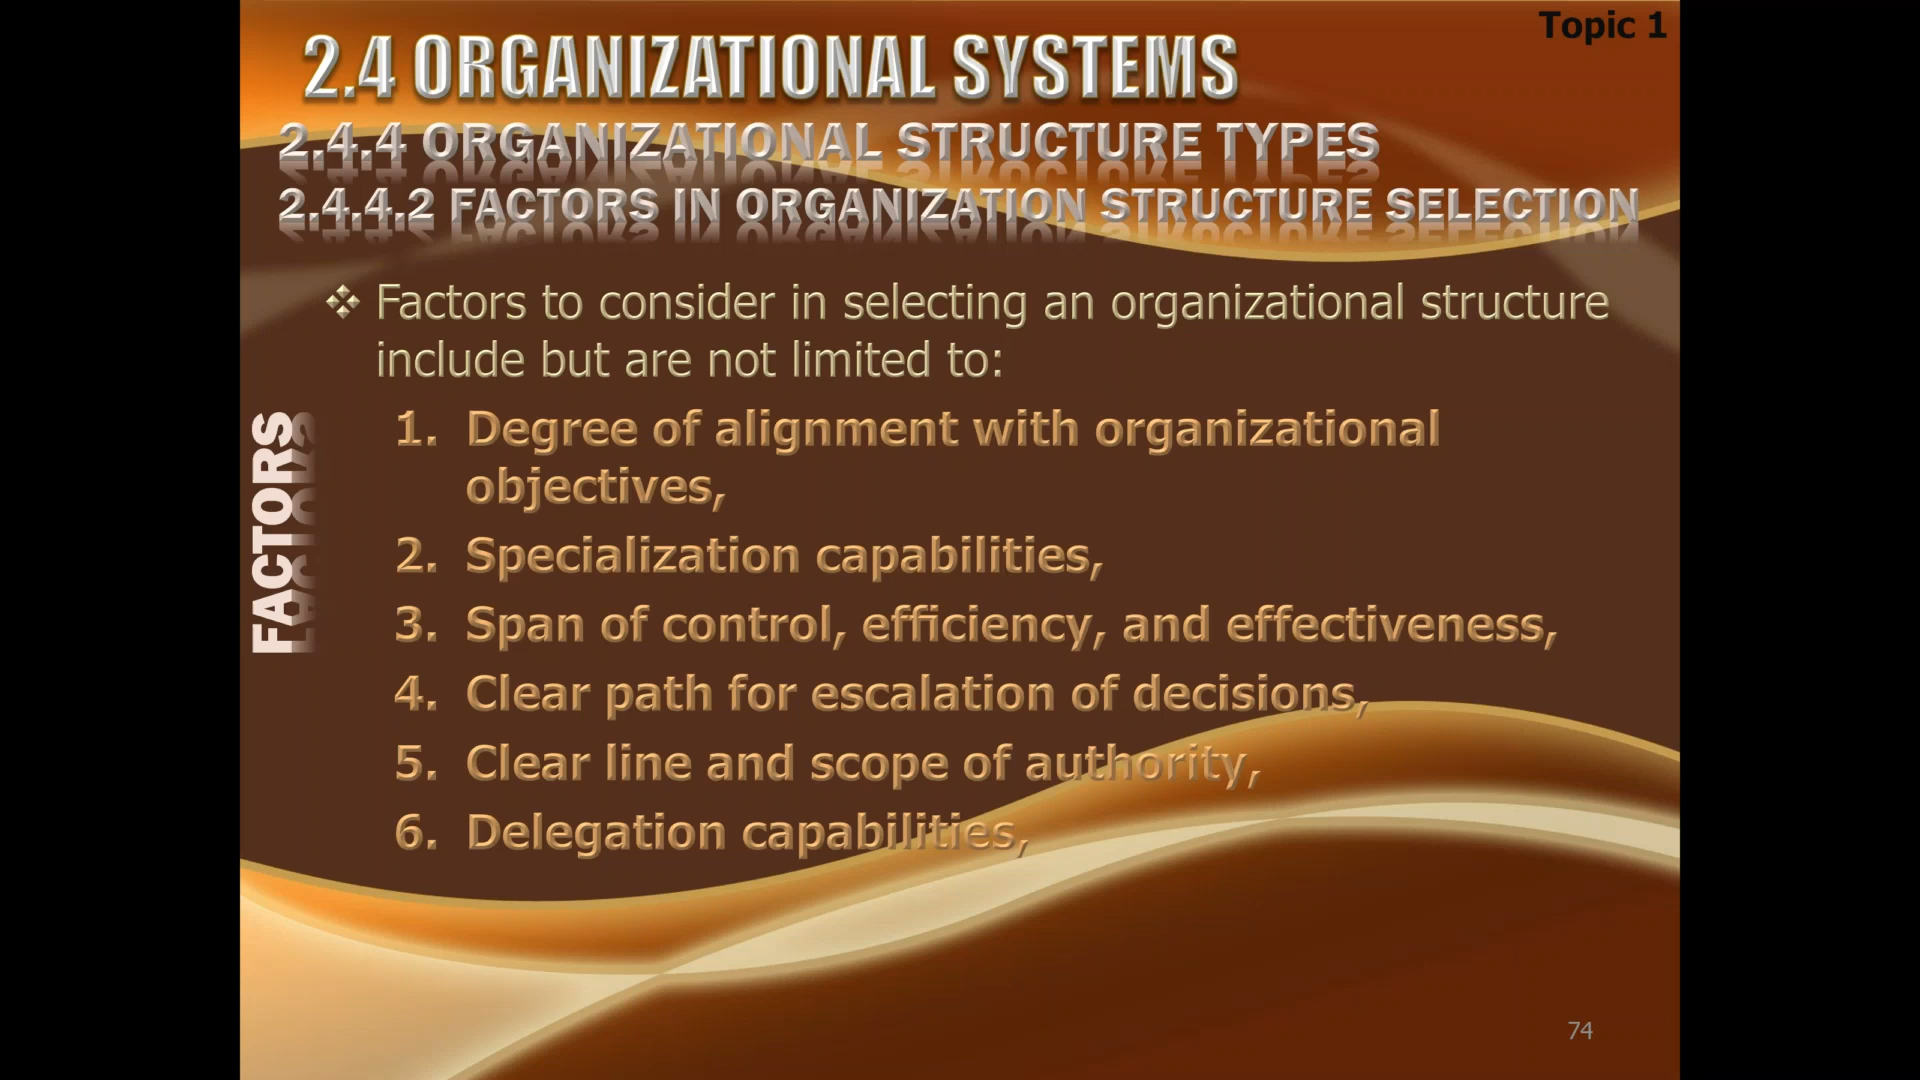 Topic 1
2.4 ORGANIZATIONAL SYSTEMS
2.4.4 ORGANIZATIONAL STRUCTURE TYPES
2.4.4.2 FACTORS IN ORGANIZATION STRUCTURE SELECTION
❖ Factors to consider in selecting an organizational structure
include but are not limited to:
FACTORS
1. Degree of alignment with organizational
objectives,
2. Specialization capabilities,
3. Span of control, efficiency, and effectiveness,
4. Clear path for escalation of decisions,
5. Clear line and scope of authority,
6. Delegation capabilities,
74